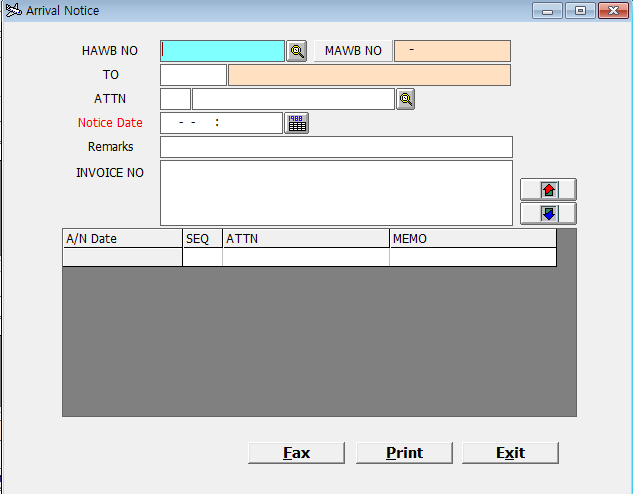 Arrival Notice
HAWB NO MAWB NO -
TO
ATTN
Notice Date - - :
1988
Remarks
INVOICE NO
A/N Date SEQ ATTN MEMO
Fax Print Exit